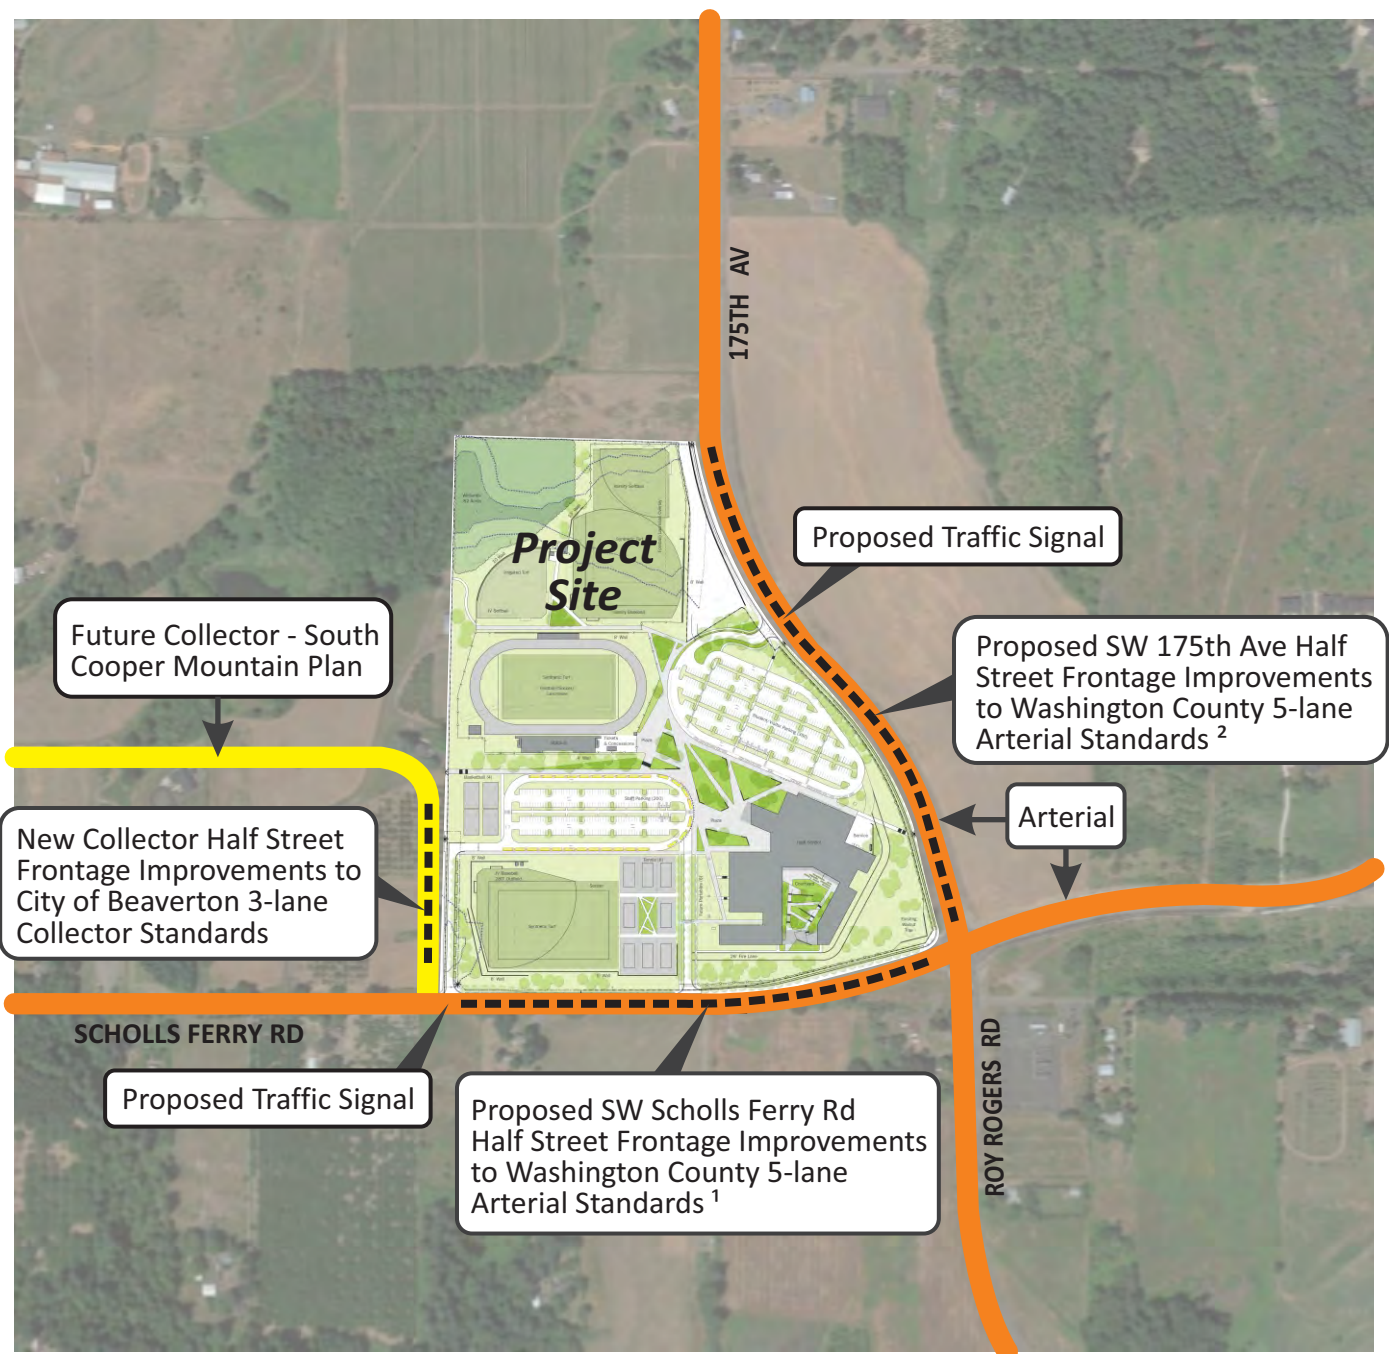 175TH AV
Project
Site
Proposed Traffic Signal
Future Collector - South
Cooper Mountain Plan
Proposed SW 175th Ave Half
Street Frontage Improvements
to Washington County 5-lane
Arterial Standards ²
Arterial
New Collector Half Street
Frontage Improvements to
City of Beaverton 3-lane
Collector Standards
SCHOLLS FERRY RD
Proposed Traffic Signal
Proposed SW Scholls Ferry Rd
Half Street Frontage Improvements
to Washington County 5-lane
Arterial Standards ¹
ROY ROGERS RD